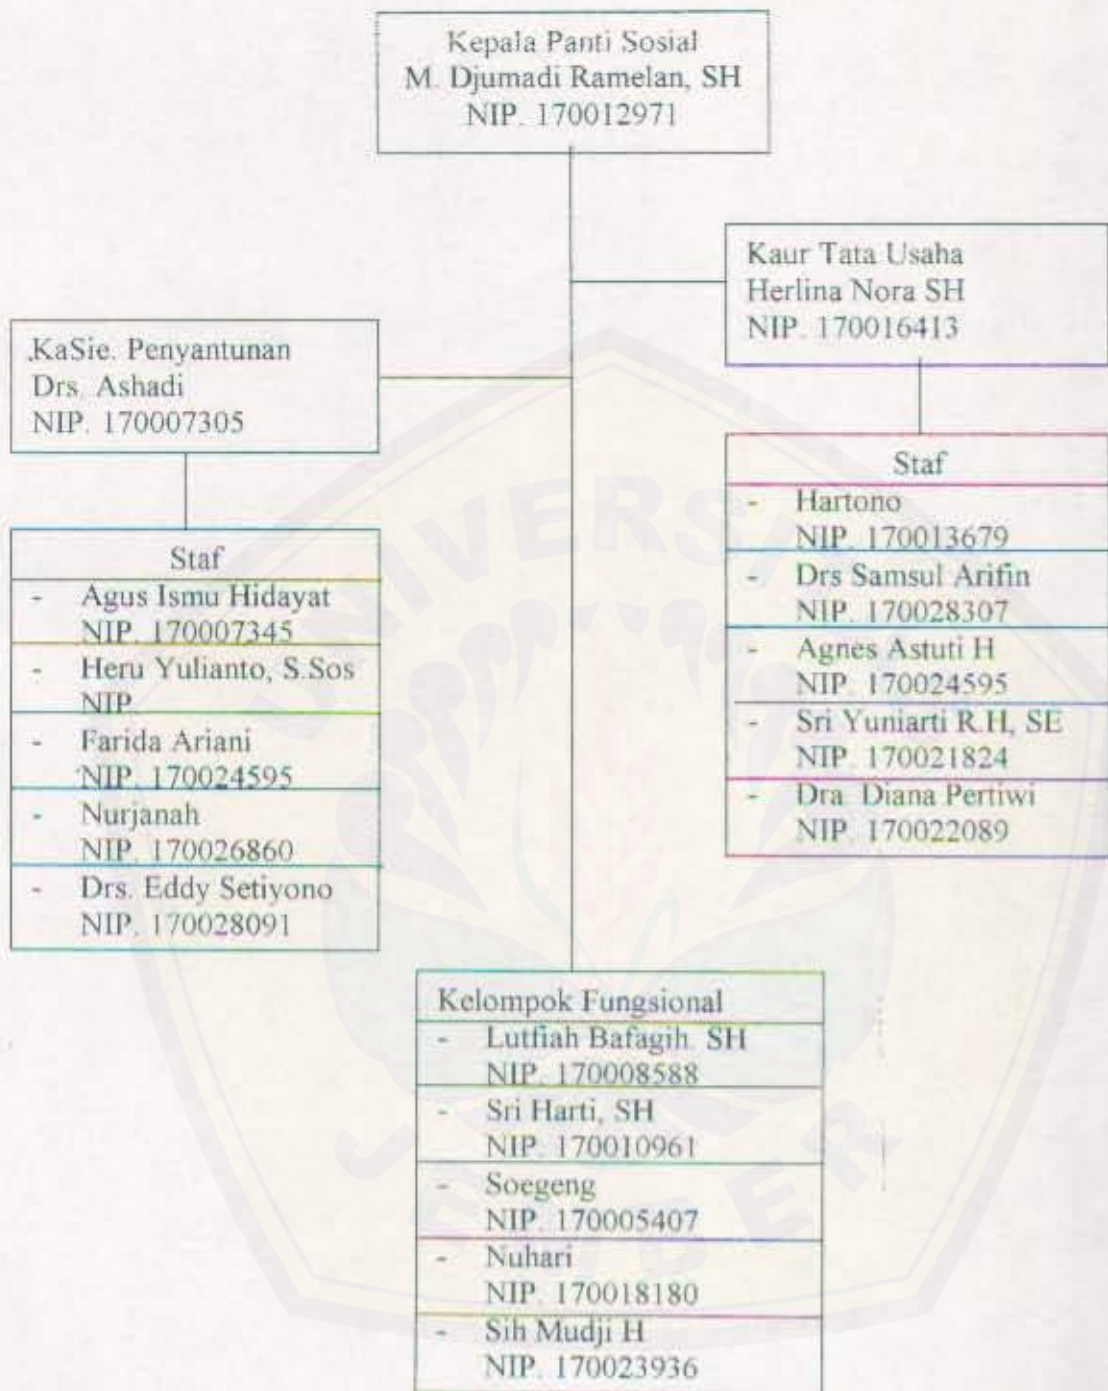 Kepala Panti Sosial
M. Djumadi Ramelan, SH
NIP. 170012971
Kaur Tata Usaha
Herlina Nora SH
NIP. 170016413
KaSie. Penyantunan
Drs. Ashadi
NIP. 170007305
Staf
- Hartono
NIP. 170013679
- Drs Samsul Arifin
NIP. 170028307
- Agnes Astuti H
NIP. 170024595
- Sri Yuniarti R.H, SE
NIP. 170021824
- Dra Diana Pertiwi
NIP. 170022089
Staf
- Agus Ismu Hidayat
NIP. 170007345
- Heru Yulianto, S.Sos
NIP.
- Farida Ariani
NIP. 170024595
- Nurjanah
NIP. 170026860
- Drs. Eddy Setiyono
NIP. 170028091
Kelompok Fungsional
- Lutfiah Bafagih. SH
NIP. 170008588
- Sri Harti, SH
NIP. 170010961
- Soegeng
NIP. 170005407
- Nuhari
NIP. 170018180
- Sih Mudji H
NIP. 170023936
UNIVERSITAS
JEMBER